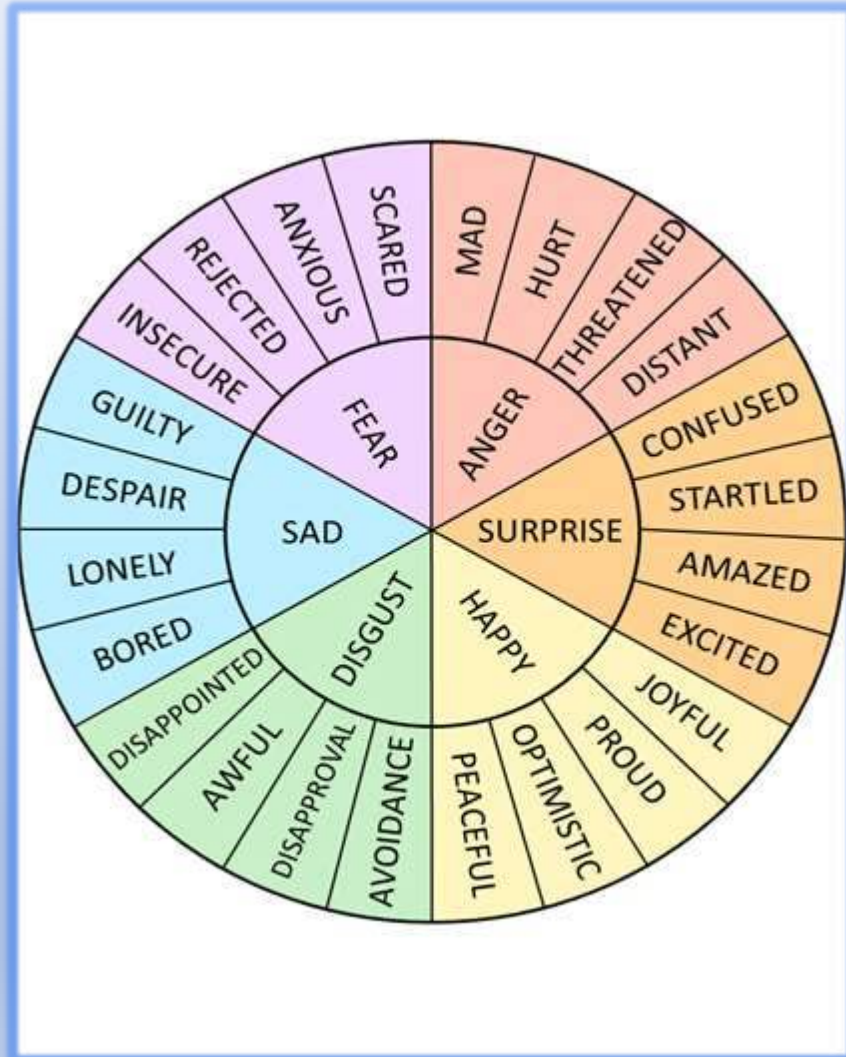 MAD
HURT
THREATENED
DISTANT
CONFUSED
STARTLED
AMAZED
EXCITED
JOYFUL
PROUD
OPTIMISTIC
PEACEFUL
AVOIDANCE
DISAPPROVAL
AWFUL
DISAPPOINTED
BORED
LONELY
DESPAIR
GUILTY
INSECURE
REJECTED
ANXIOUS
SCARED
ANGER
SURPRISE
HAPPY
DISGUST
SAD
FEAR